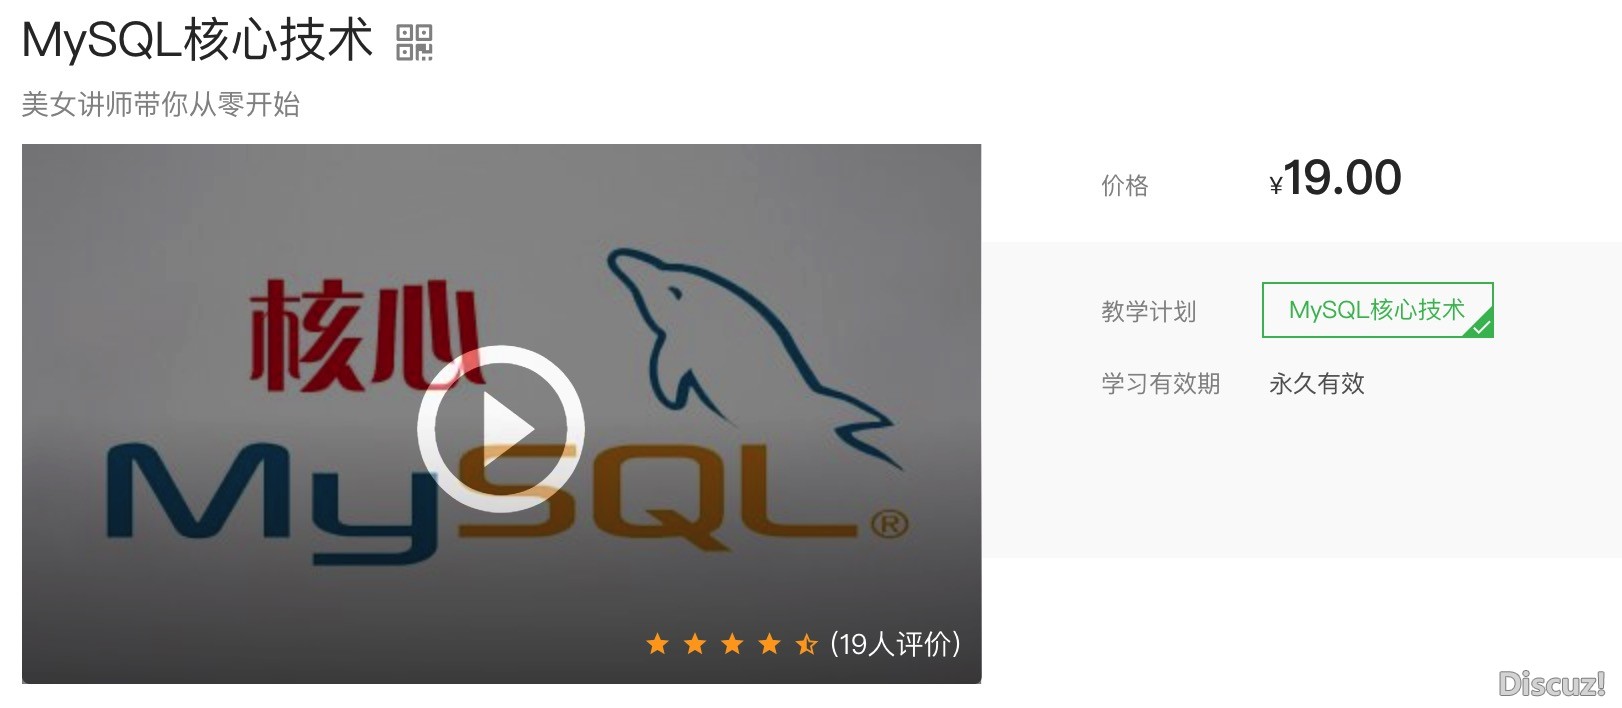 MySQL核心技术
美女讲师带你从零开始
核心
MySQL®
(19人评价)
价格
¥19.00
教学计划
MySQL核心技术
学习有效期
永久有效
Discuz!